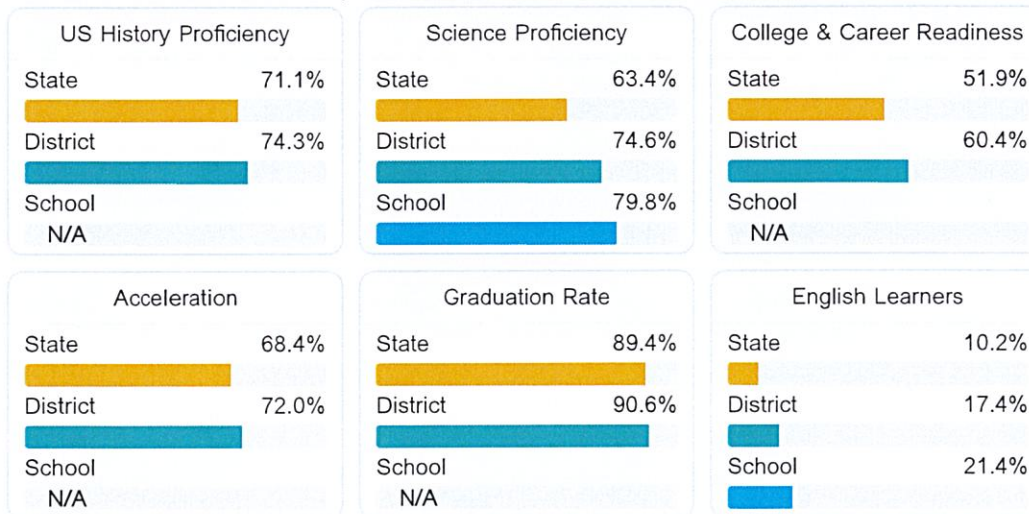 US History Proficiency
State 71.1%
District 74.3%
School
N/A
Science Proficiency
State 63.4%
District 74.6%
School 79.8%
College & Career Readiness
State 51.9%
District 60.4%
School
N/A
Acceleration
State 68.4%
District 72.0%
School
N/A
Graduation Rate
State 89.4%
District 90.6%
School
N/A
English Learners
State 10.2%
District 17.4%
School 21.4%